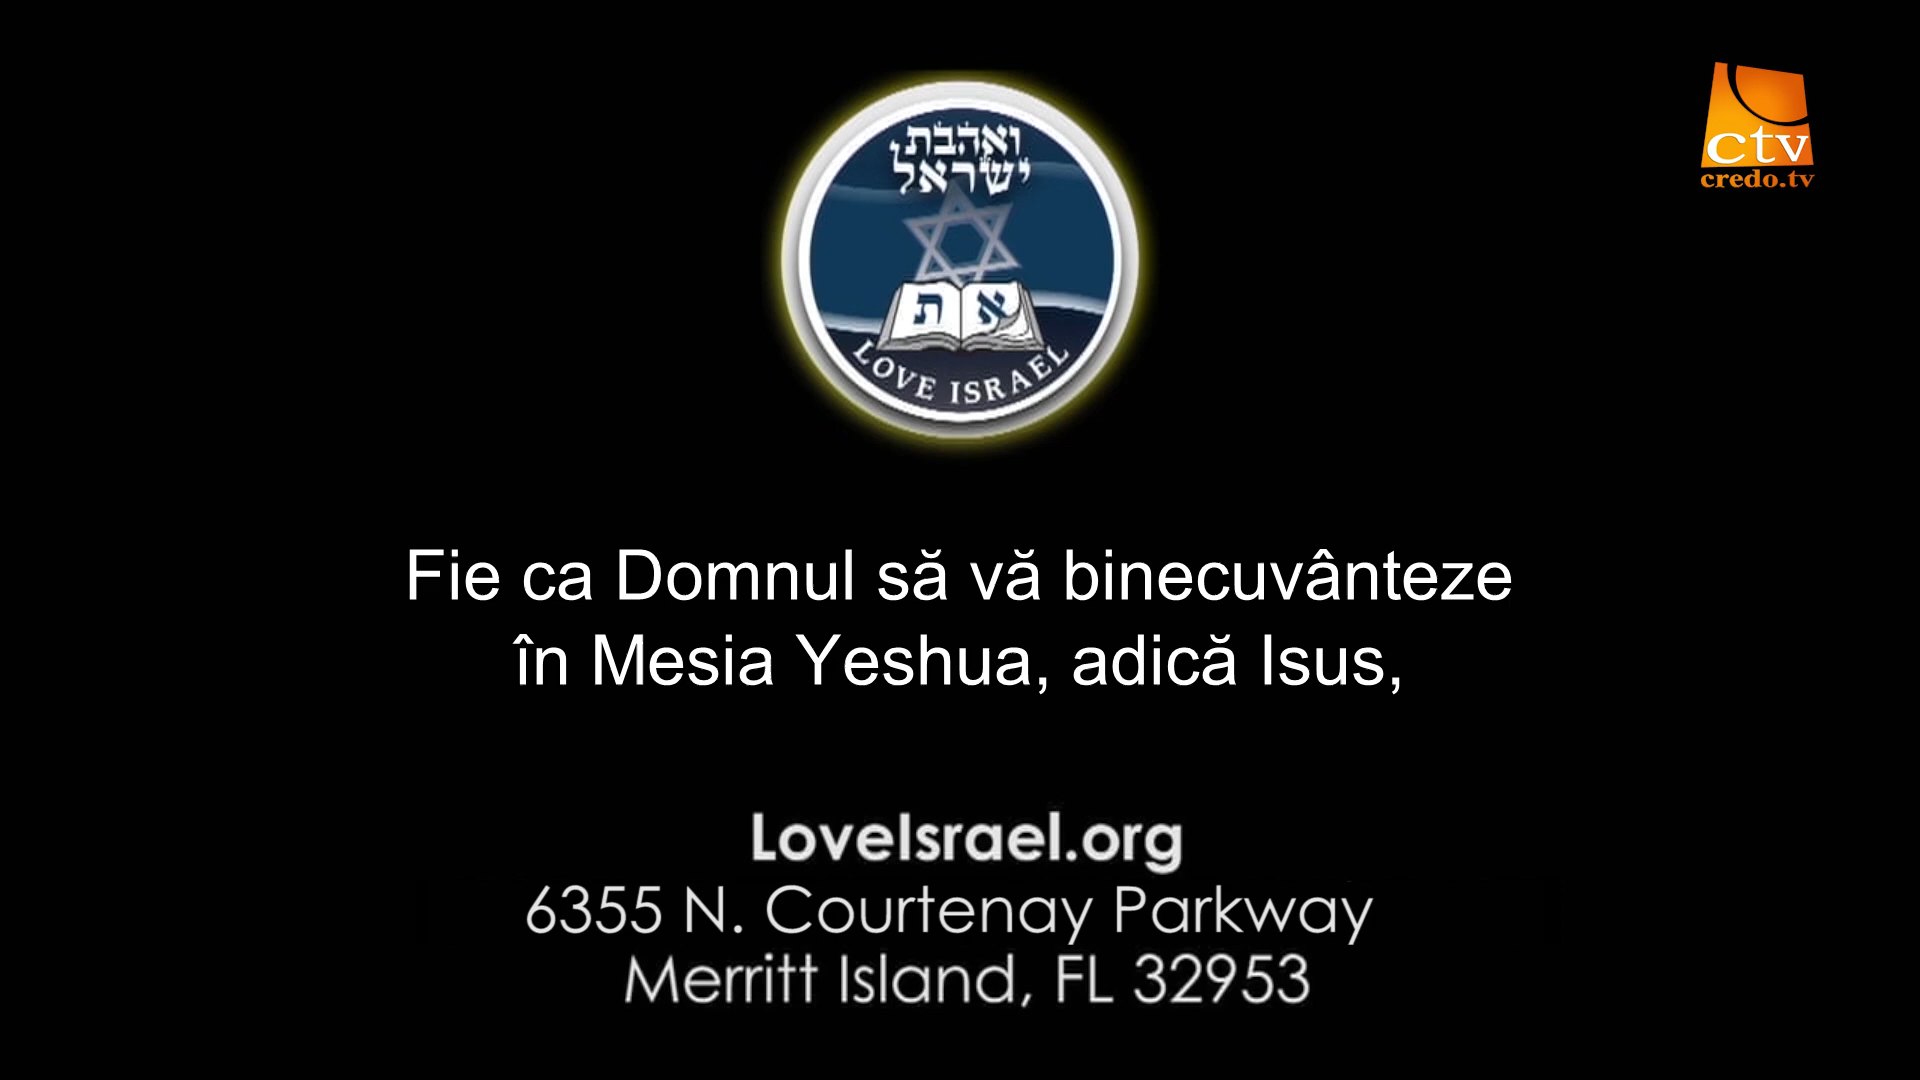 ואהבת
ישראל
ת א
LOVE ISRAEL
ctv
credo.tv
Fie ca Domnul să vă binecuvânteze
în Mesia Yeshua, adică Isus,
LoveIsrael.org
6355 N. Courtenay Parkway
Merritt Island, FL 32953